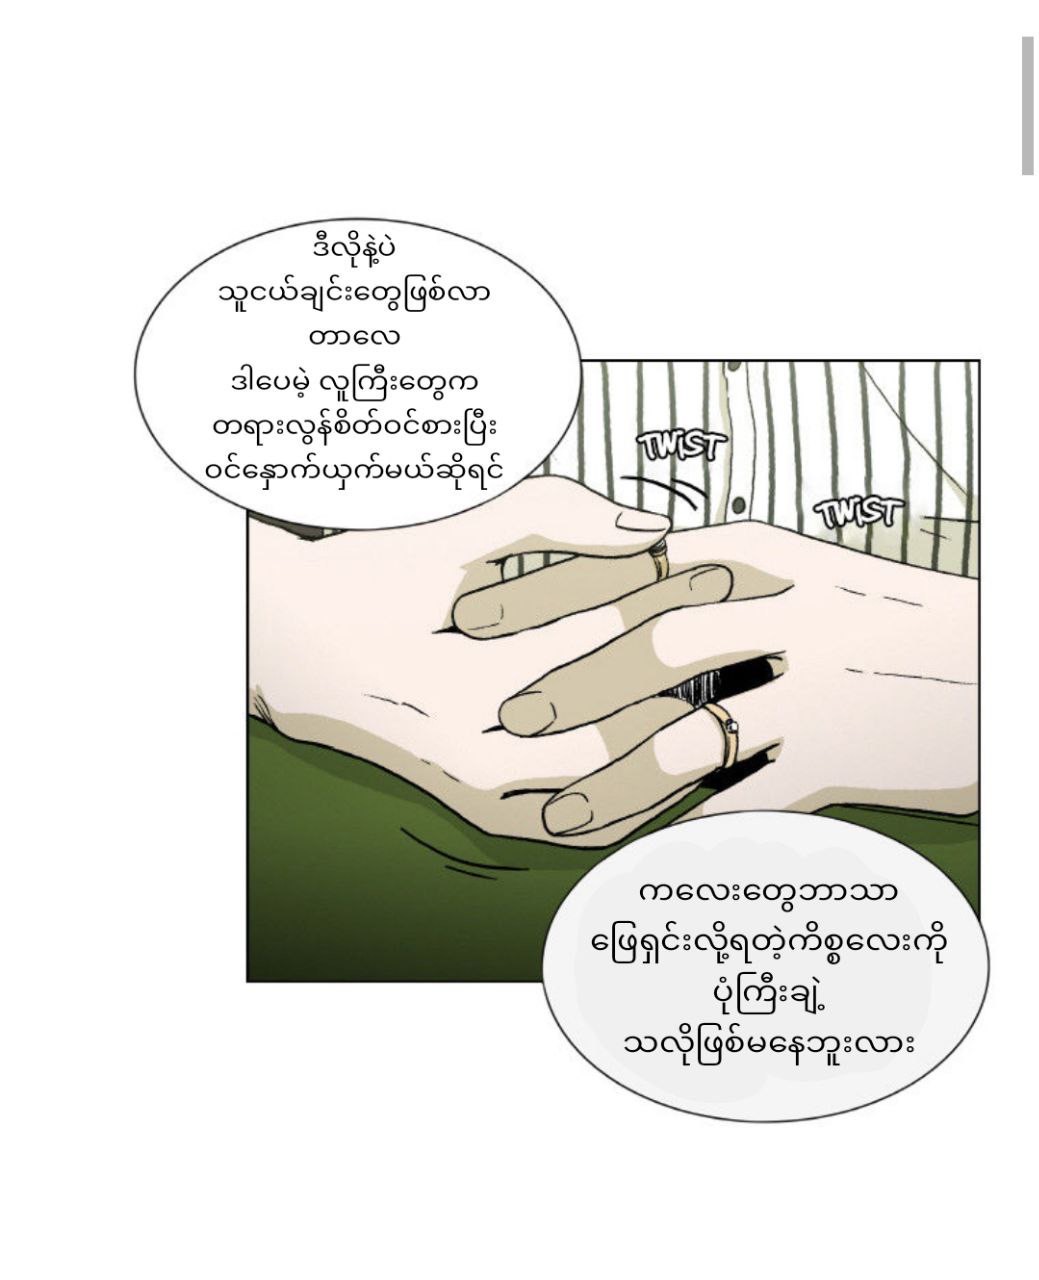 ဒီလိုနဲ့ပဲ
သူငယ်ချင်းတွေဖြစ်လာ
တာလေ
ဒါပေမဲ့ လူကြီးတွေက
တရားလွန်စိတ်ဝင်စားပြီး
ဝင်နှောက်ယှက်မယ်ဆိုရင်
TWIST
TWIST
ကလေးတွေဘာသာ
ဖြေရှင်းလို့ရတဲ့ကိစ္စလေးကို
ပုံကြီးချဲ့
သလိုဖြစ်မနေဘူးလား